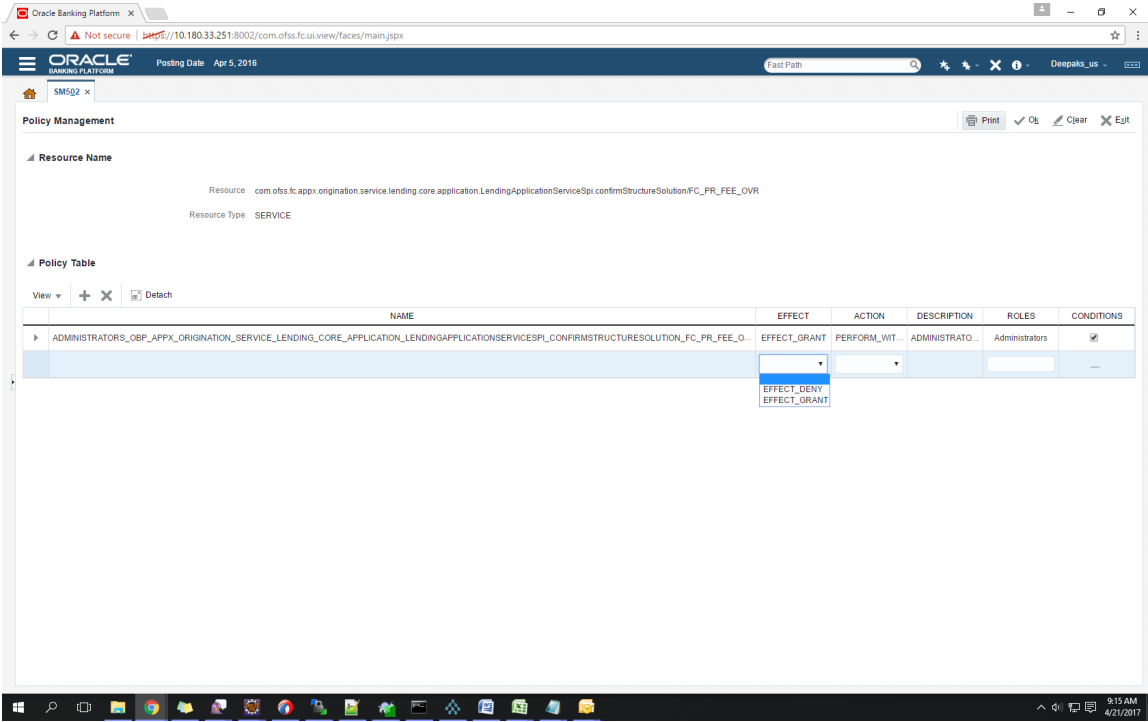 Oracle Banking Platform
Not secure | https://10.180.33.251:8002/com.ofss.fc.ui.view/faces/main.jspx
ORACLE
BANKING PLATFORM
Posting Date Apr 5, 2016
Fast Path
Deepaks_us
SM502
Policy Management
Print Ok Clear Exit
Resource Name
Resource com.ofss.fc.appx.origination.service.lending.core.application.LendingApplicationServiceSpi.confirmStructureSolution/FC_PR_FEE_OVR
Resource Type SERVICE
Policy Table
View Detach
NAME EFFECT ACTION DESCRIPTION ROLES CONDITIONS
ADMINISTRATORS_OBP_APPX_ORIGINATION_SERVICE_LENDING_CORE_APPLICATION_LENDINGAPPLICATIONSERVICESPI_CONFIRMSTRUCTURESOLUTION_FC_PR_FEE_O... EFFECT_GRANT PERFORM_WIT... ADMINISTRATO... Administrators
EFFECT_DENY
EFFECT_GRANT
9:15 AM
4/21/2017